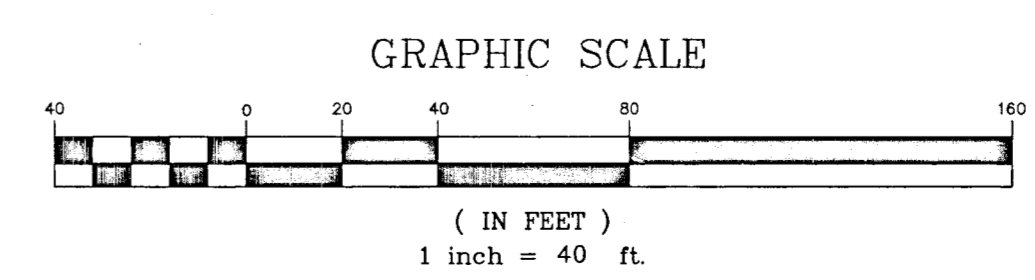 GRAPHIC SCALE
40 0 20 40 80 160
( IN FEET )
1 inch = 40 ft.